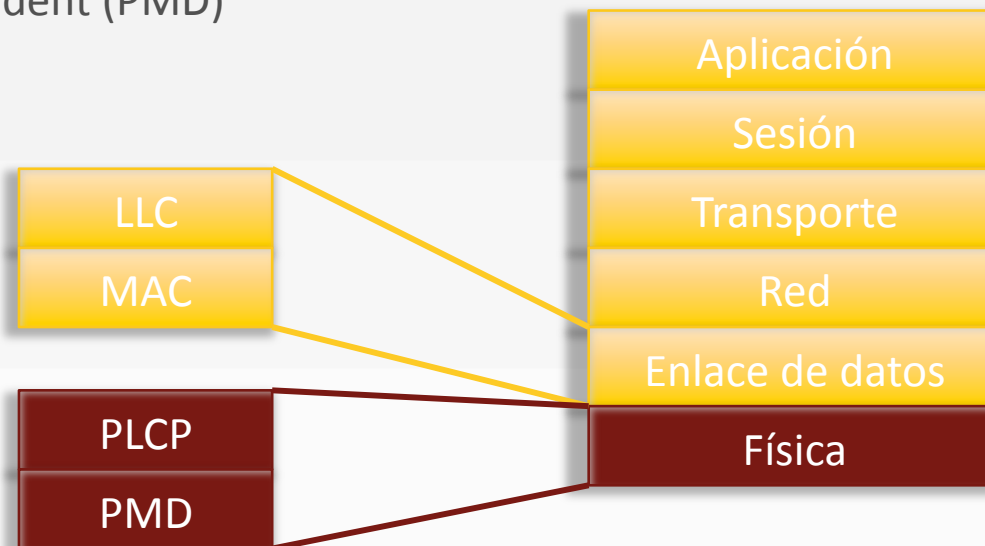 dent (PMD)
Aplicación
Sesión
Transporte
Red
Enlace de datos
Física
LLC
MAC
PLCP
PMD